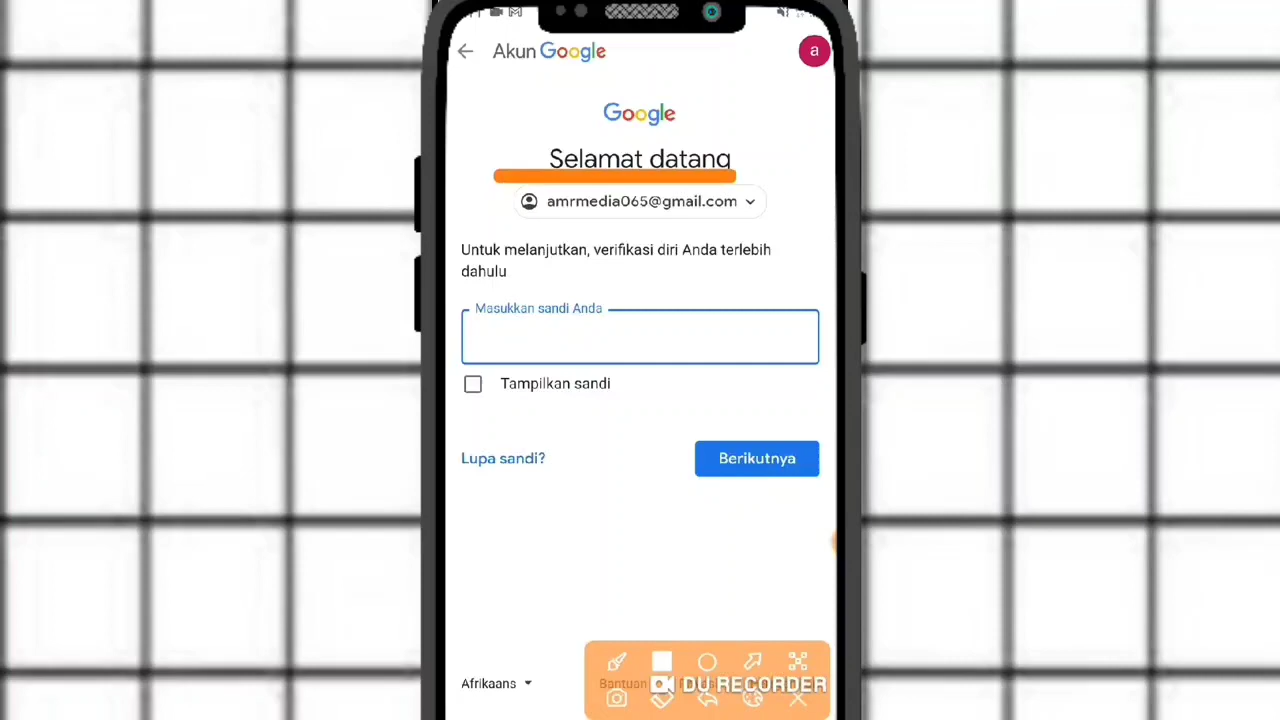 Akun Google
a
Google
Selamat datang
amrmedia065@gmail.com
Untuk melanjutkan, verifikasi diri Anda terlebih
dahulu
Masukkan sandi Anda
Tampilkan sandi
Lupa sandi?
Berikutnya
Afrikaans
Bantuan
DU RECORDER